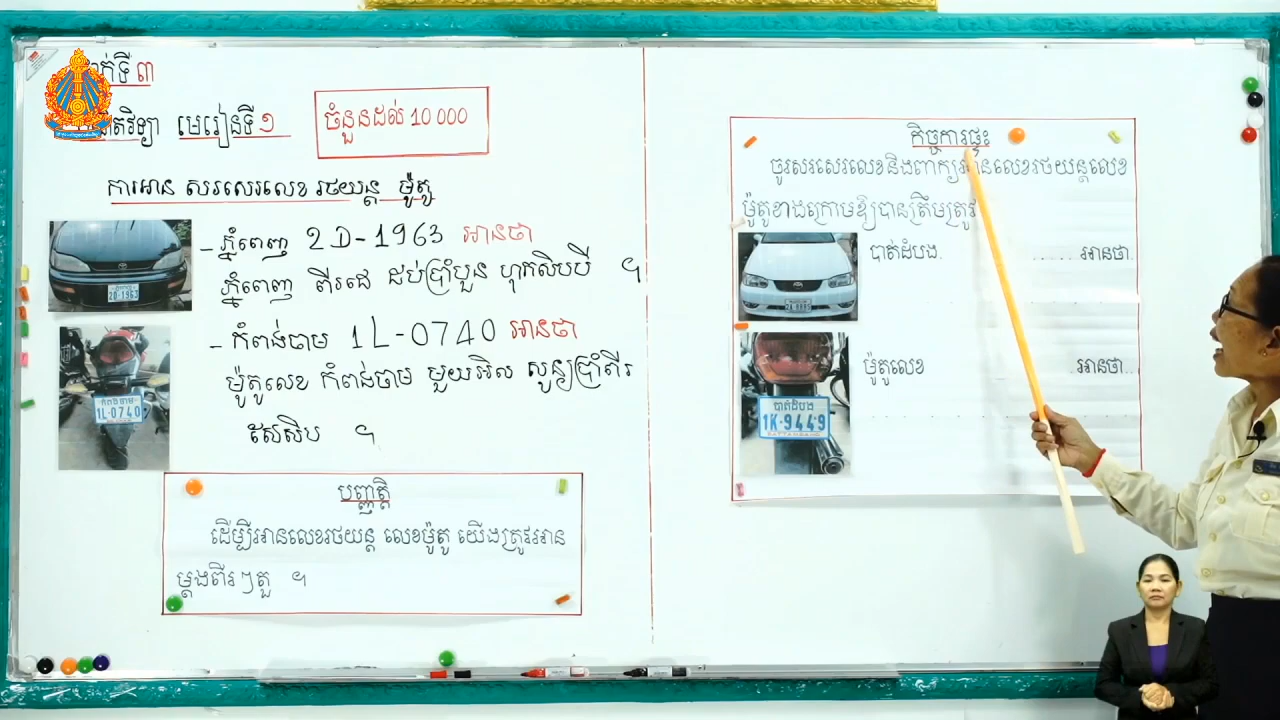 ថ្នាក់ទី ៣
គណិតវិទ្យា មេរៀនទី ១
ចំនួនដល់ 10 000
ការអាន សរសេរលេខ រថយន្ត ម៉ូតូ
- ភ្នំពេញ 2D-1963 អានថា
ភ្នំពេញ ពីរដេ ដប់ប្រាំបួន ហុកសិបបី ។
- កំពង់ចាម 1L-0740 អានថា
ម៉ូតូលេខ កំពង់ចាម មួយអិល សូន្យប្រាំពីរ
សែសិប ។
2D-1963
1L-0740
បញ្ញត្តិ
ដើម្បីអានលេខរថយន្ត លេខម៉ូតូ យើងត្រូវអាន
ម្តងពីរៗតួ ។
កិច្ចការផ្ទះ
ចូរសរសេរលេខនិងពាក្យអានលេខរថយន្តលេខ
ម៉ូតូខាងក្រោមឱ្យបានត្រឹមត្រូវ
បាត់ដំបង. ...... អានថា.
ម៉ូតូលេខ ..អានថា..
បាត់ដំបង
1K-9449
BATTAMBANG